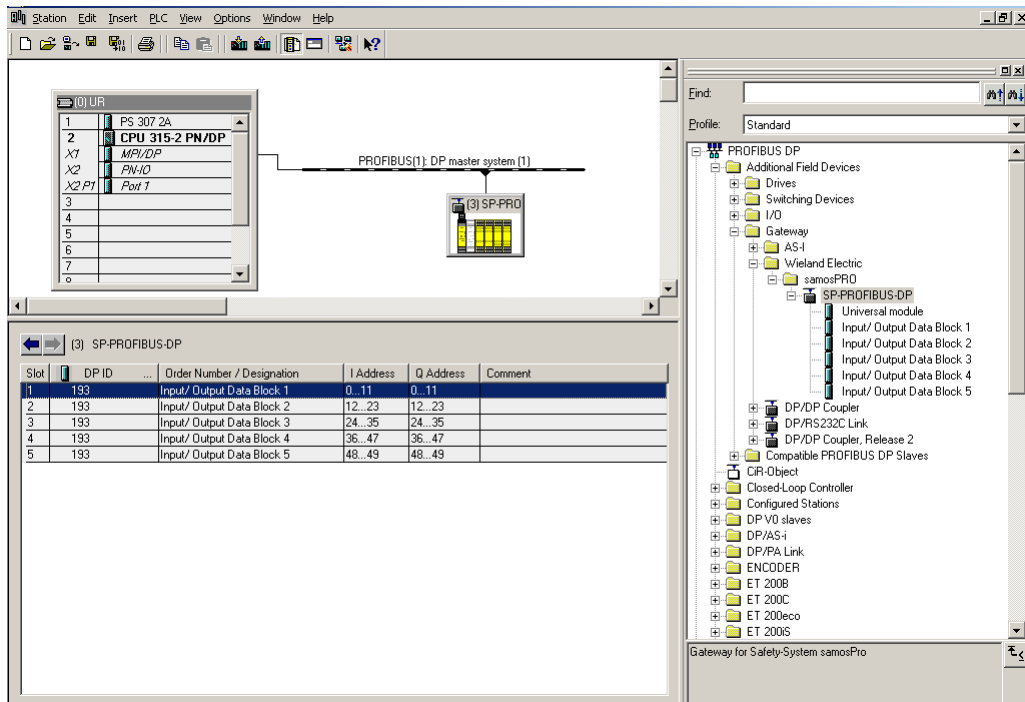 Station Edit Insert PLC View Options Window Help
(0) UR
1 PS 307 2A
2 CPU 315-2 PN/DP
X1 MPI/DP
X2 PN-IO
X2 P1 Port 1
3
4
5
6
7
PROFIBUS(1): DP master system (1)
(3) SP-PRO
(3) SP-PROFIBUS-DP
Slot DP ID ... Order Number / Designation I Address Q Address Comment
1 193 Input/ Output Data Block 1 0...11 0...11
2 193 Input/ Output Data Block 2 12...23 12...23
3 193 Input/ Output Data Block 3 24...35 24...35
4 193 Input/ Output Data Block 4 36...47 36...47
5 193 Input/ Output Data Block 5 48...49 48...49
Find:
Profile: Standard
PROFIBUS DP
Additional Field Devices
Drives
Switching Devices
I/O
Gateway
AS-I
Wieland Electric
samosPRO
SP-PROFIBUS-DP
Universal module
Input/ Output Data Block 1
Input/ Output Data Block 2
Input/ Output Data Block 3
Input/ Output Data Block 4
Input/ Output Data Block 5
DP/DP Coupler
DP/RS232C Link
DP/DP Coupler, Release 2
Compatible PROFIBUS DP Slaves
CiR-Object
Closed-Loop Controller
Configured Stations
DP V0 slaves
DP/AS-i
DP/PA Link
ENCODER
ET 200B
ET 200C
ET 200eco
ET 200iS
Gateway for Safety-System samosPro